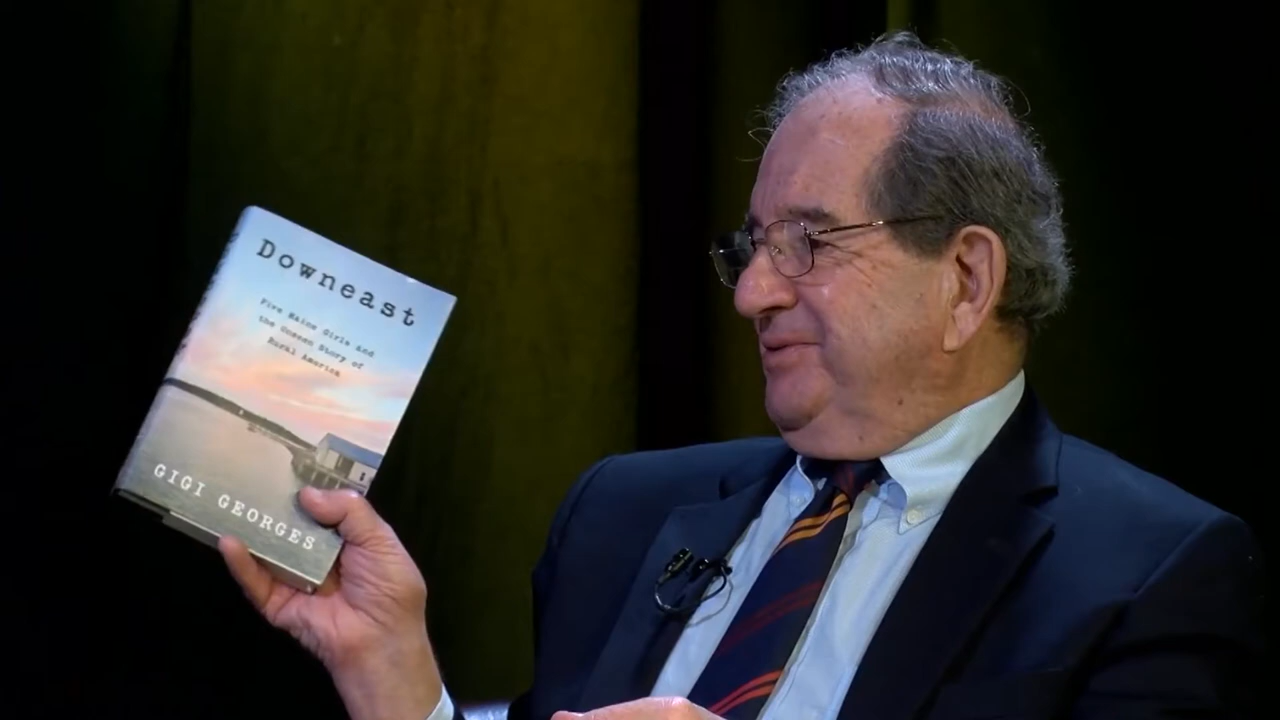 Downeast
Five Maine Girls and
the Unseen Story of
Rural America
GIGI GEORGES